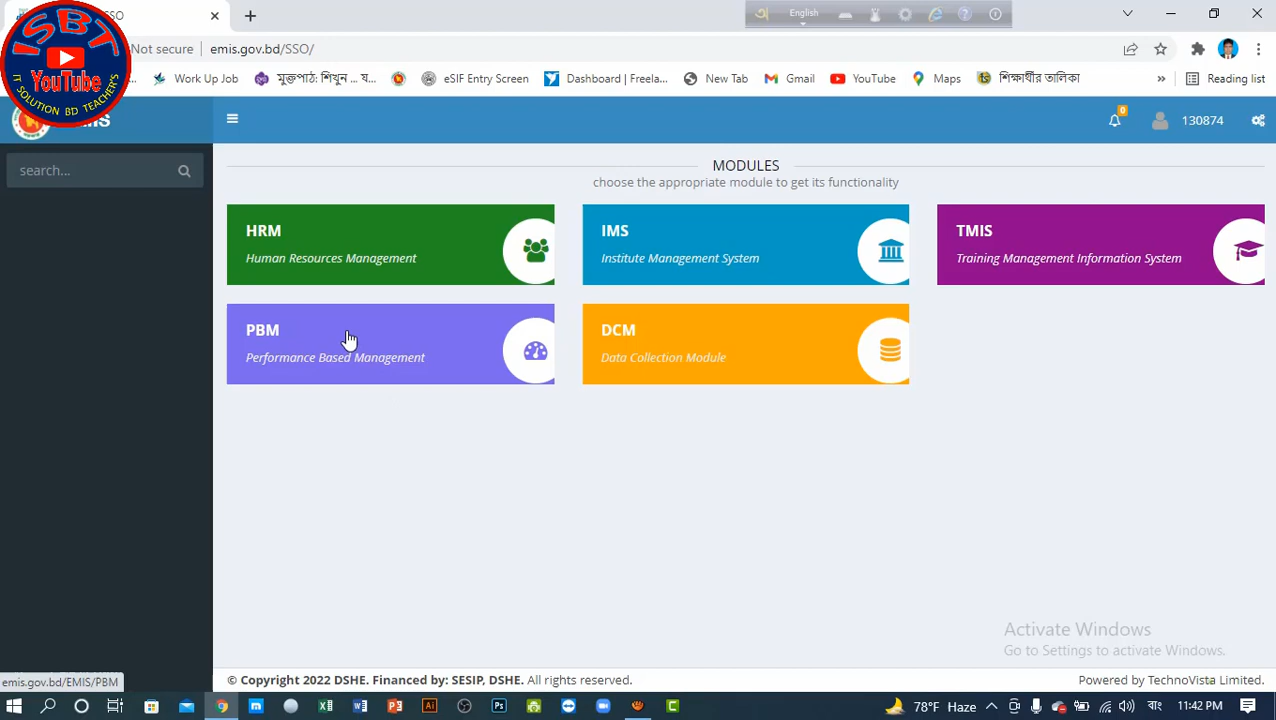 SSO
English
Not secure
emis.gov.bd/SSO/
Work Up Job
মুক্তপাঠ: শিখুন ... য...
eSIF Entry Screen
Dashboard | Freela...
New Tab
Gmail
YouTube
Maps
শিক্ষার্থীর তালিকা
»
Reading list
ISBT
YouTube
IT SOLUTION BD TEACHER'S
0
130874
search...
MODULES
choose the appropriate module to get its functionality
HRM
Human Resources Management
IMS
Institute Management System
TMIS
Training Management Information System
PBM
Performance Based Management
DCM
Data Collection Module
Activate Windows
Go to Settings to activate Windows.
emis.gov.bd/EMIS/PBM
© Copyright 2022 DSHE. Financed by: SESIP, DSHE. All rights reserved.
Powered by TechnoVista Limited.
78°F Haze
বাং
11:42 PM